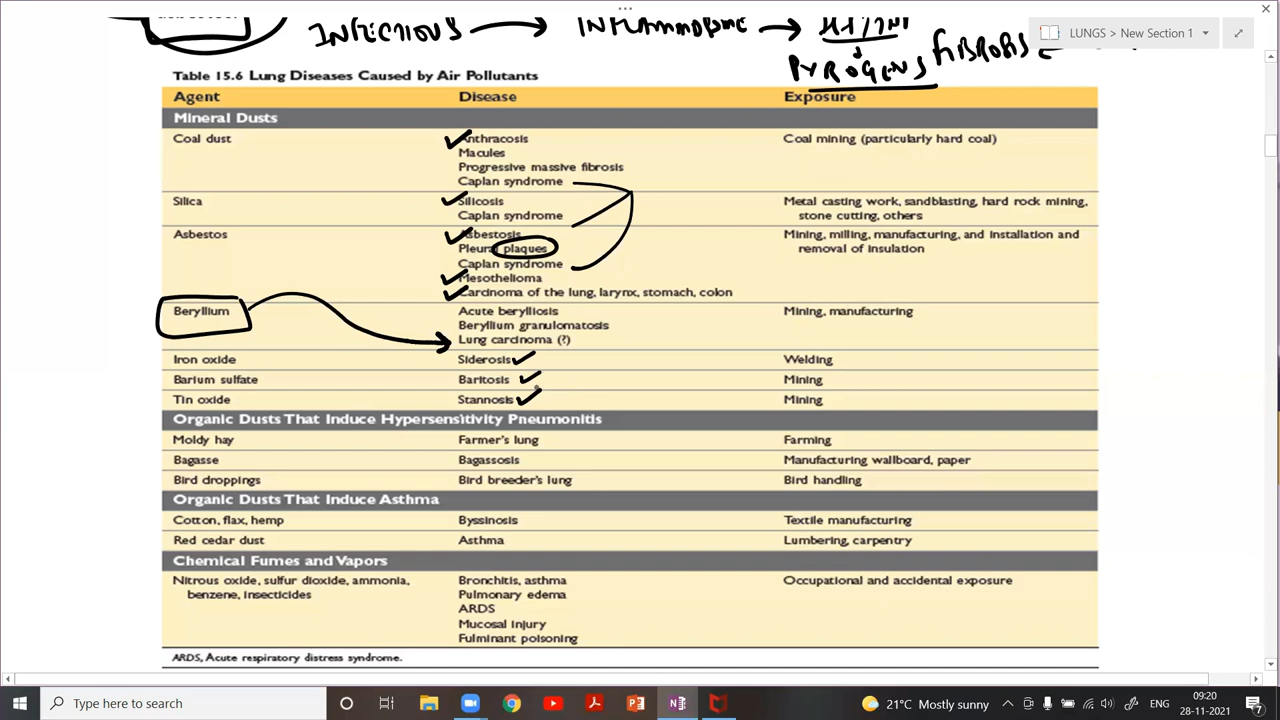 INFECTIOUS → INFLAMMASOME →
PYROGENS FIBROSIS
LUNGS > New Section 1
Table 15.6 Lung Diseases Caused by Air Pollutants
Agent Disease Exposure
Mineral Dusts
Coal dust Anthracosis Coal mining (particularly hard coal)
Macules
Progressive massive fibrosis
Caplan syndrome
Silica Silicosis Metal casting work, sandblasting, hard rock mining,
Caplan syndrome stone cutting, others
Asbestos Asbestosis Mining, milling, manufacturing, and installation and
Pleural plaques removal of insulation
Caplan syndrome
Mesothelioma
Carcinoma of the lung, larynx, stomach, colon
Beryllium Acute berylliosis Mining, manufacturing
Beryllium granulomatosis
Lung carcinoma (?)
Iron oxide Siderosis Welding
Barium sulfate Baritosis Mining
Tin oxide Stannosis Mining
Organic Dusts That Induce Hypersensitivity Pneumonitis
Moldy hay Farmer's lung Farming
Bagasse Bagassosis Manufacturing wallboard, paper
Bird droppings Bird breeder's lung Bird handling
Organic Dusts That Induce Asthma
Cotton, flax, hemp Byssinosis Textile manufacturing
Red cedar dust Asthma Lumbering, carpentry
Chemical Fumes and Vapors
Nitrous oxide, sulfur dioxide, ammonia, Bronchitis, asthma Occupational and accidental exposure
benzene, insecticides Pulmonary edema
ARDS
Mucosal injury
Fulminant poisoning
ARDS, Acute respiratory distress syndrome.
Type here to search
21°C Mostly sunny
ENG
09:20
28-11-2021
7